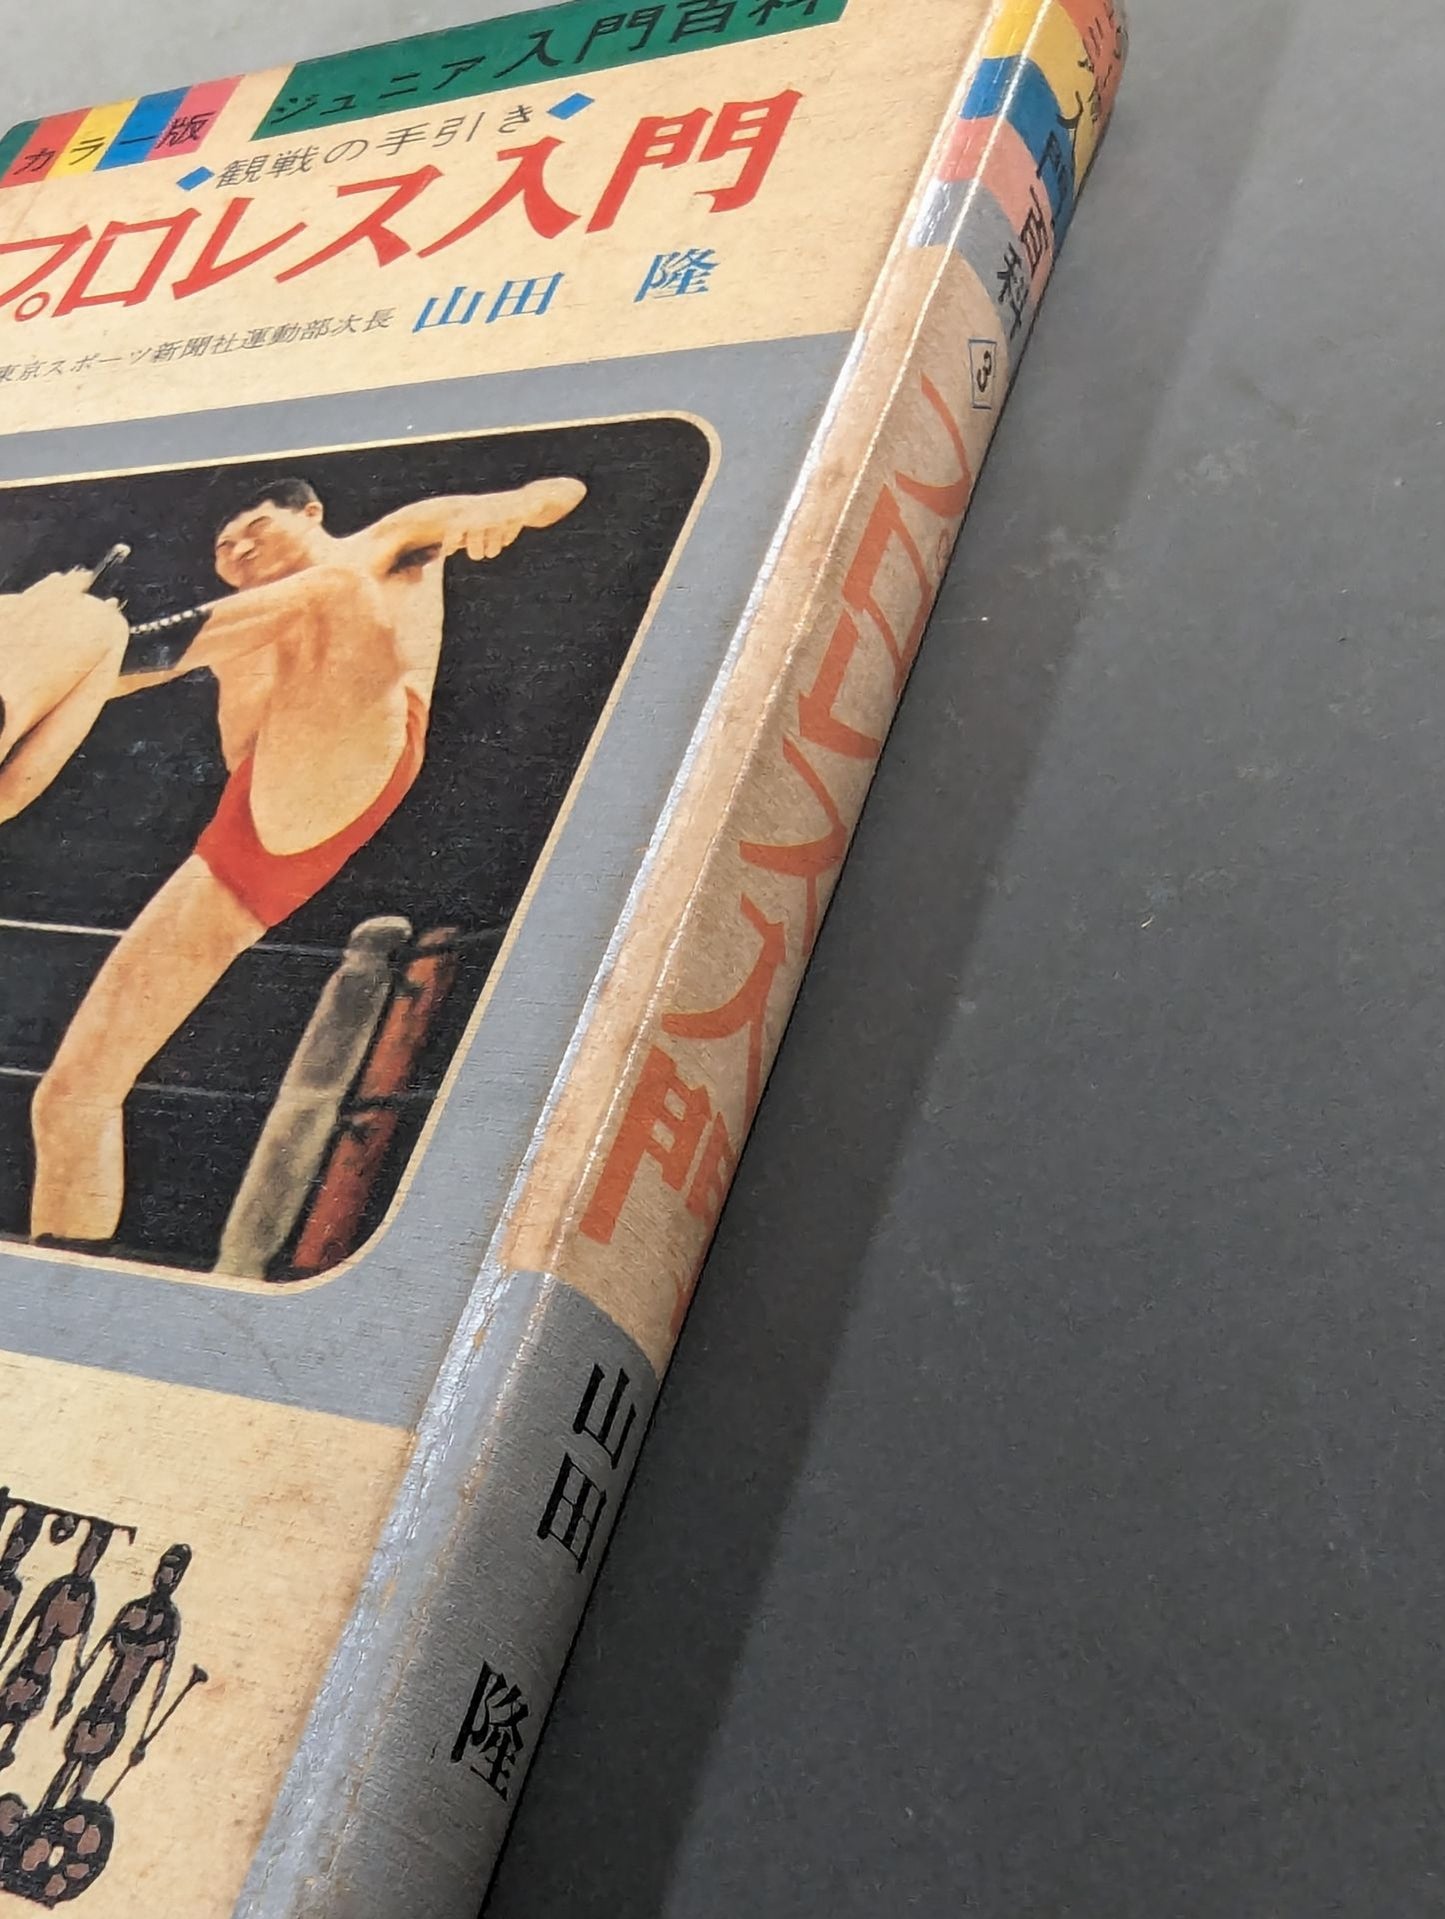 カラー版
ジュニア入門百科
◆観戦の手引き◆
プロレス入門
東京スポーツ新聞社運動部次長 山田 隆
入門百科
3
プロレス入門
山田 隆